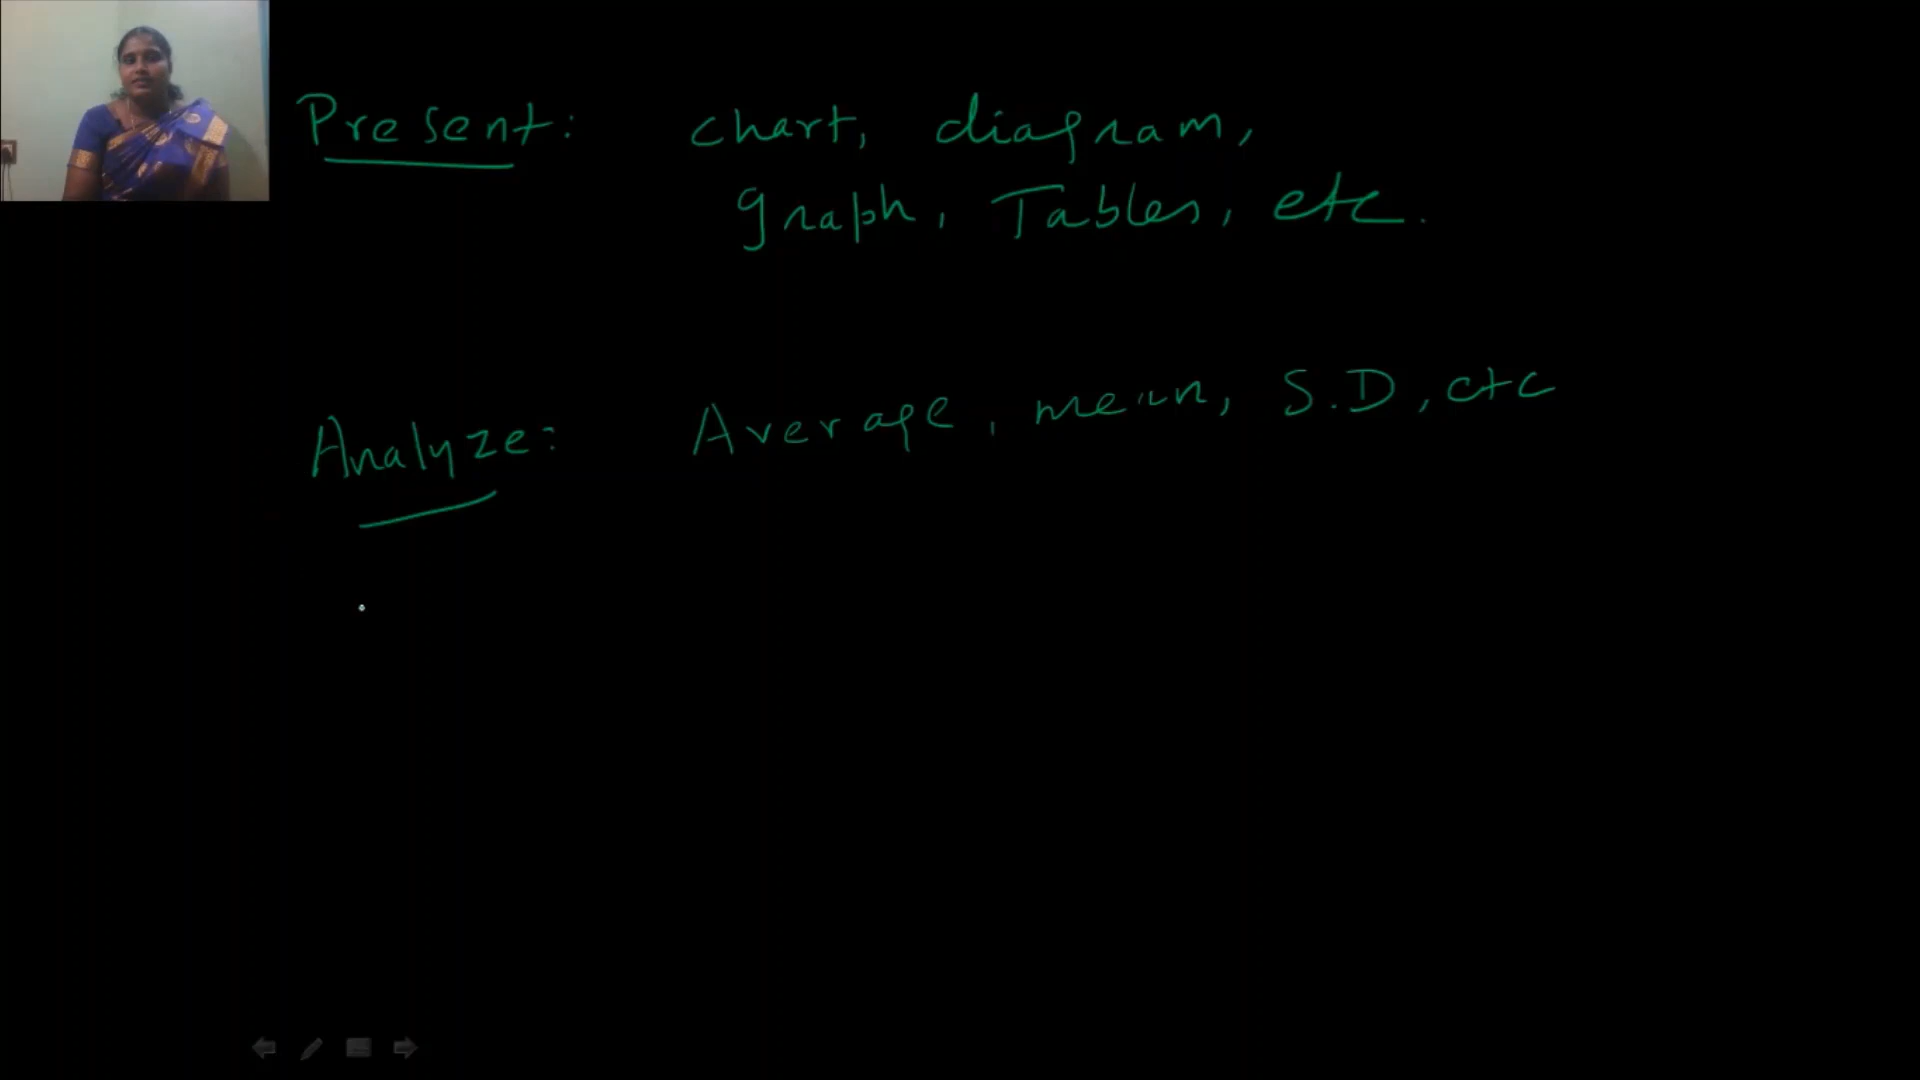 Present: chart, diagram,
graph, Tables, etc.
Analyze: Average, mean, S.D, etc